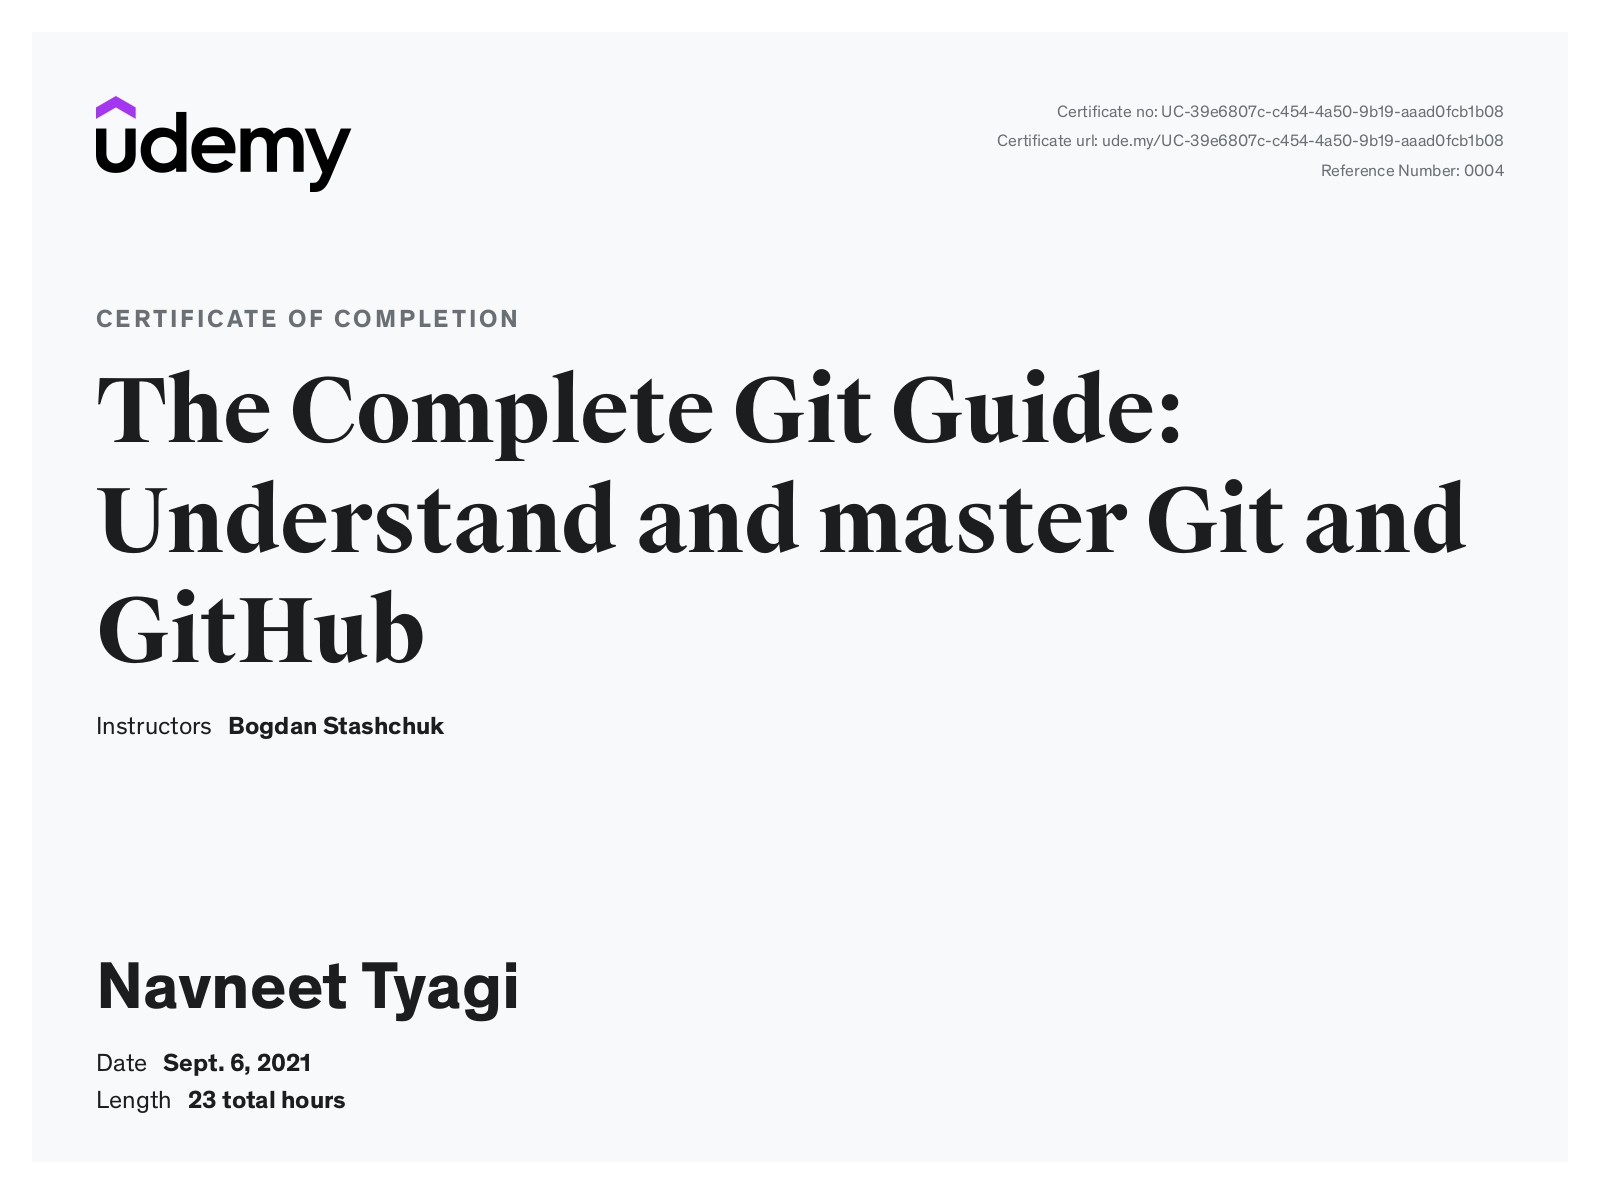 udemy
Certificate no: UC-39e6807c-c454-4a50-9b19-aaad0fcb1b08
Certificate url: ude.my/UC-39e6807c-c454-4a50-9b19-aaad0fcb1b08
Reference Number: 0004
CERTIFICATE OF COMPLETION
The Complete Git Guide:
Understand and master Git and
GitHub
Instructors Bogdan Stashchuk
Navneet Tyagi
Date Sept. 6, 2021
Length 23 total hours